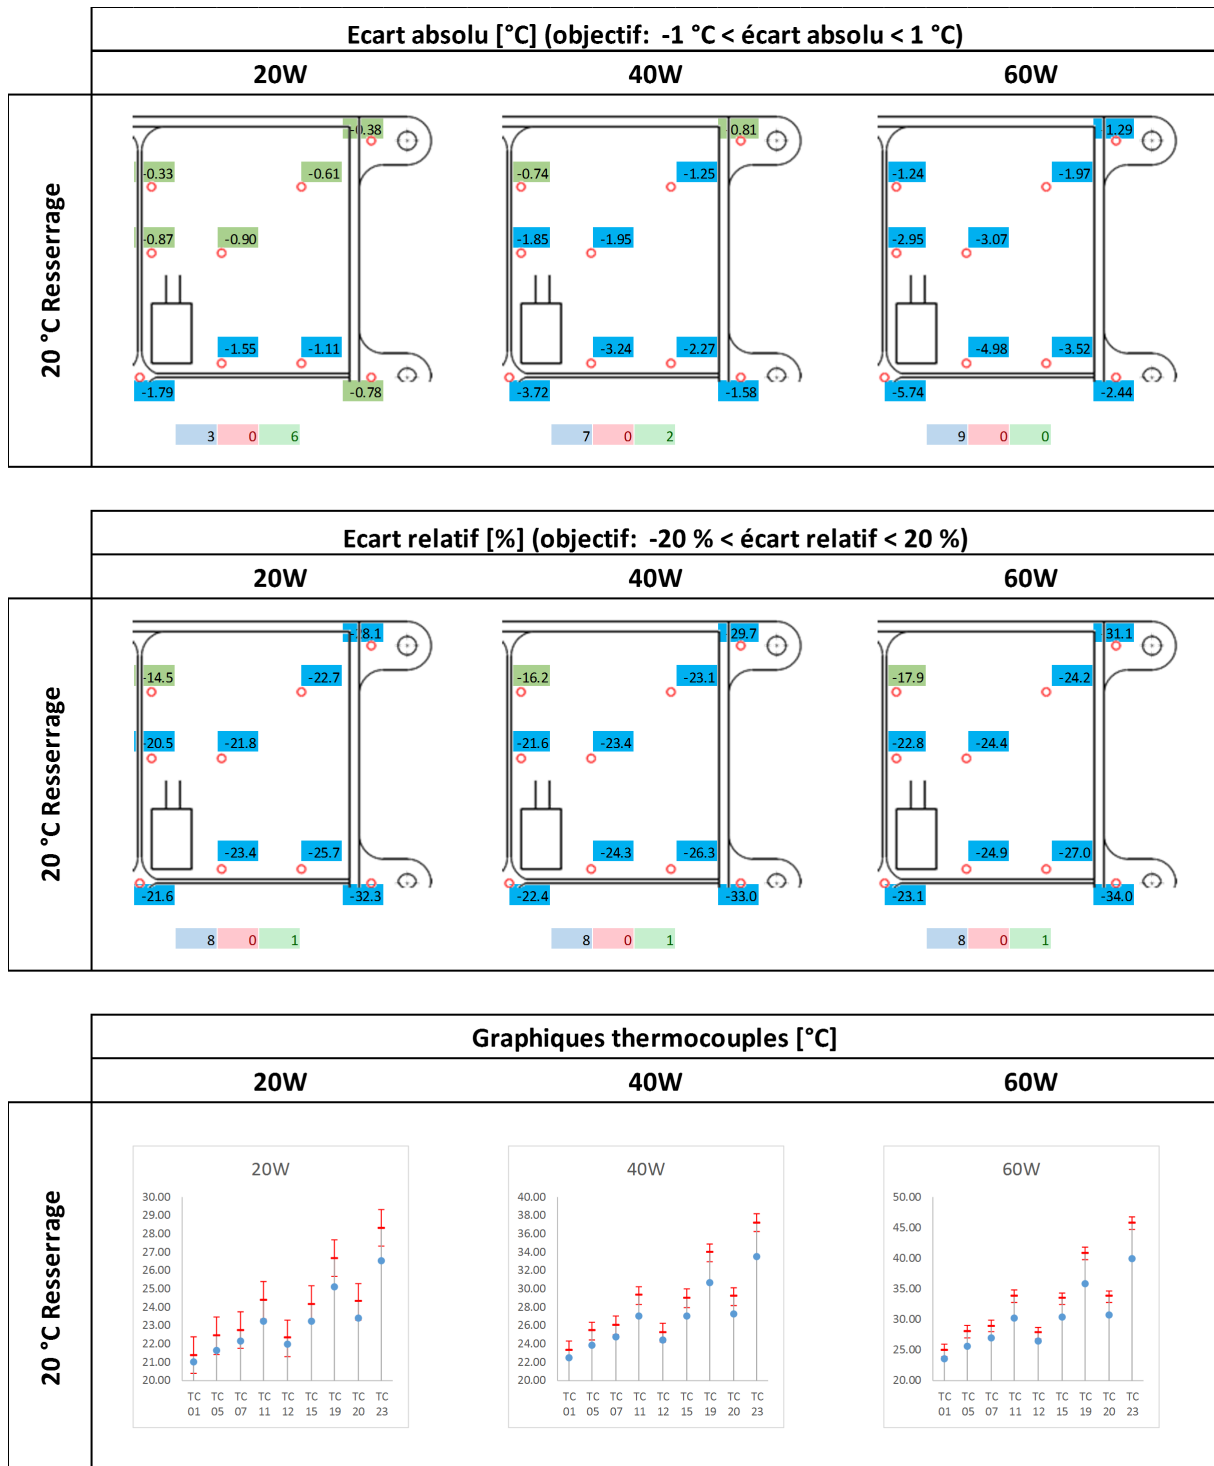 Ecart absolu [°C] (objectif: -1 °C < écart absolu < 1 °C)
20W 40W 60W
20 °C Resserrage
-0.38 -0.81 -1.29
-0.33 -0.61 -0.74 -1.25 -1.24 -1.97
-0.87 -0.90 -1.85 -1.95 -2.95 -3.07
-1.55 -1.11 -3.24 -2.27 -4.98 -3.52
-1.79 -0.78 -3.72 -1.58 -5.74 -2.44
3 0 6 7 0 2 9 0 0
Ecart relatif [%] (objectif: -20 % < écart relatif < 20 %)
20W 40W 60W
20 °C Resserrage
-28.1 -29.7 -31.1
-14.5 -22.7 -16.2 -23.1 -17.9 -24.2
-20.5 -21.8 -21.6 -23.4 -22.8 -24.4
-23.4 -25.7 -24.3 -26.3 -24.9 -27.0
-21.6 -32.3 -22.4 -33.0 -23.1 -34.0
8 0 1 8 0 1 8 0 1
Graphiques thermocouples [°C]
20W 40W 60W
20 °C Resserrage
20W
30.00
29.00
28.00
27.00
26.00
25.00
24.00
23.00
22.00
21.00
20.00
TC TC TC TC TC TC TC TC TC
01 05 07 11 12 15 19 20 23
40W
40.00
38.00
36.00
34.00
32.00
30.00
28.00
26.00
24.00
22.00
20.00
TC TC TC TC TC TC TC TC TC
01 05 07 11 12 15 19 20 23
60W
50.00
45.00
40.00
35.00
30.00
25.00
20.00
TC TC TC TC TC TC TC TC TC
01 05 07 11 12 15 19 20 23